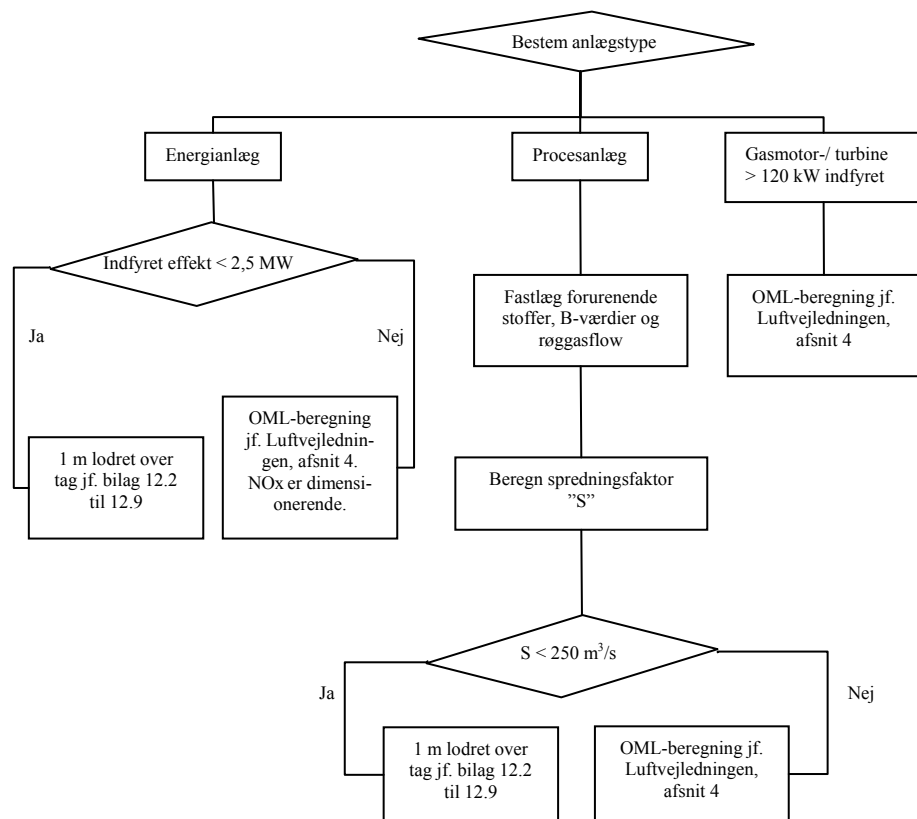 Bestem anlægstype
Energianlæg
Procesanlæg
Gasmotor-/ turbine
> 120 kW indfyret
Indfyret effekt < 2,5 MW
Ja
Nej
Fastlæg forurenende
stoffer, B-værdier og
røggasflow
OML-beregning jf.
Luftvejledningen,
afsnit 4
1 m lodret over
tag jf. bilag 12.2
til 12.9
OML-beregning
jf. Luftvejlednin-
gen, afsnit 4.
NOx er dimensi-
onerende.
Beregn spredningsfaktor
”S”
S < 250 m³/s
Ja
Nej
1 m lodret over
tag jf. bilag 12.2
til 12.9
OML-beregning jf.
Luftvejledningen,
afsnit 4